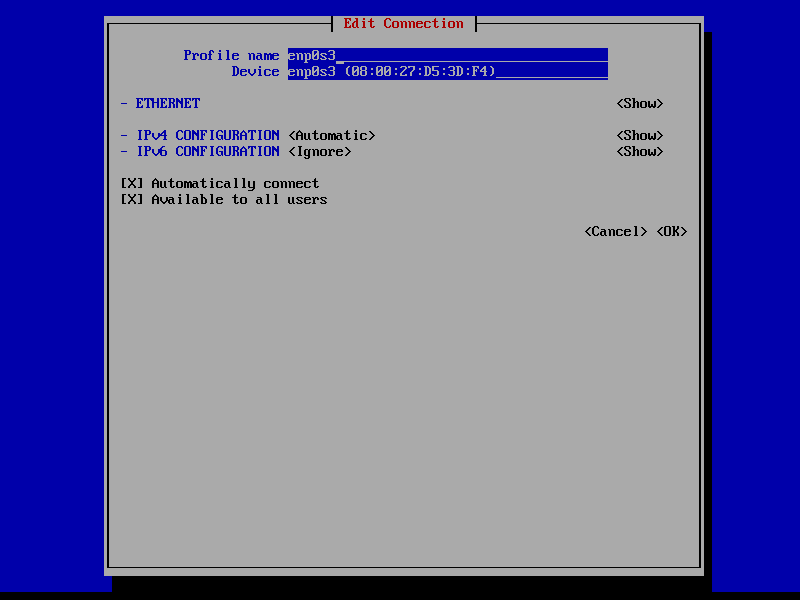 Edit Connection
Profile name enp0s3_
Device enp0s3 (08:00:27:D5:3D:F4)
- ETHERNET <Show>
- IPv4 CONFIGURATION <Automatic> <Show>
- IPv6 CONFIGURATION <Ignore> <Show>
[X] Automatically connect
[X] Available to all users
<Cancel> <OK>